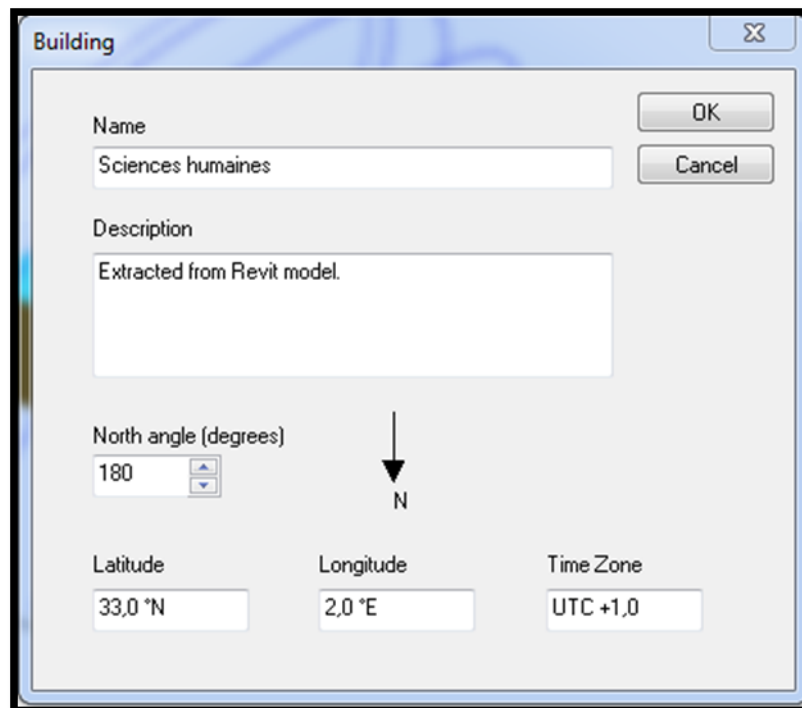 Building
OK
Name
Sciences humaines
Cancel
Description
Extracted from Revit model.
North angle (degrees)
180
N
Latitude
Longitude
Time Zone
33,0 °N
2,0 °E
UTC +1,0